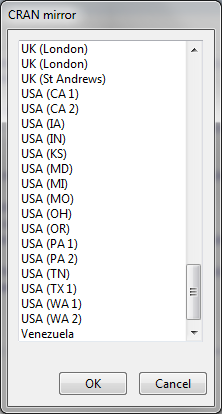 CRAN mirror
UK (London)
UK (London)
UK (St Andrews)
USA (CA 1)
USA (CA 2)
USA (IA)
USA (IN)
USA (KS)
USA (MD)
USA (MI)
USA (MO)
USA (OH)
USA (OR)
USA (PA 1)
USA (PA 2)
USA (TN)
USA (TX 1)
USA (WA 1)
USA (WA 2)
Venezuela
OK
Cancel